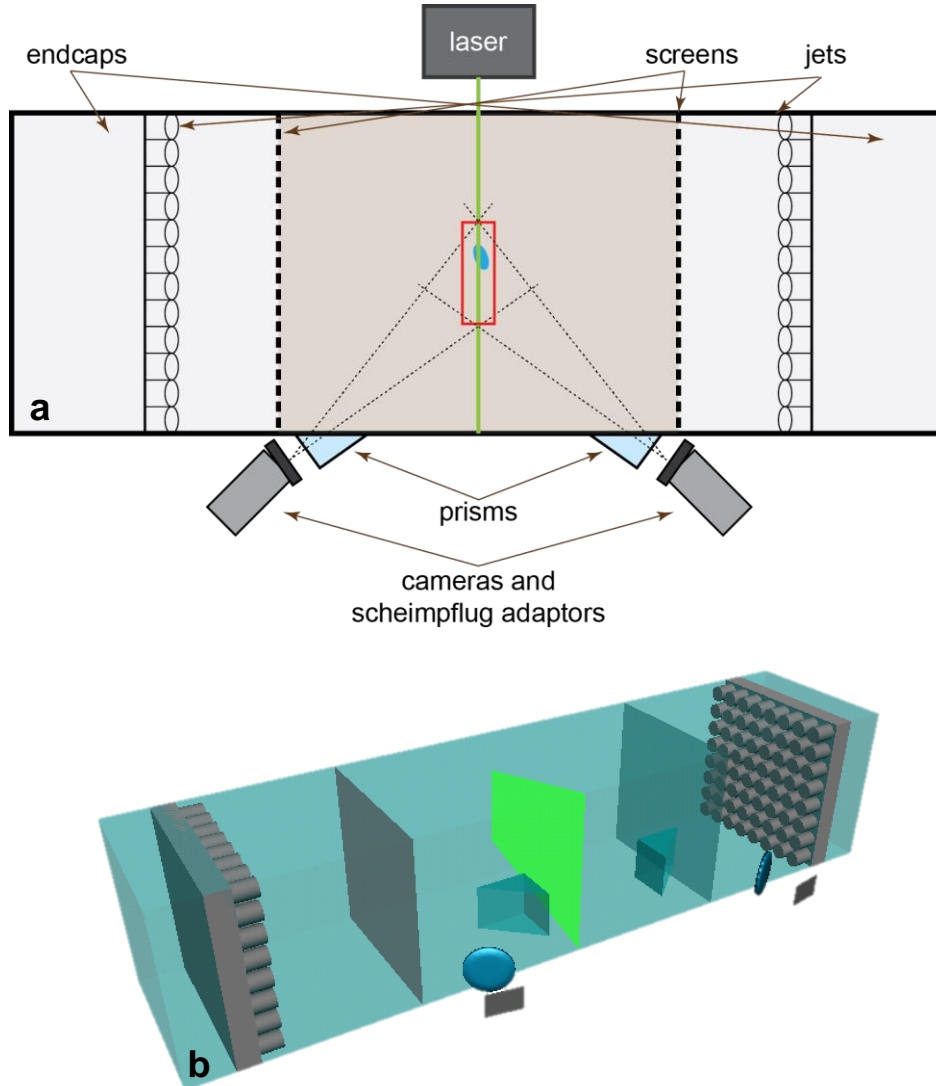 laser
endcaps
screens
jets
a
prisms
cameras and
scheimpflug adaptors
b